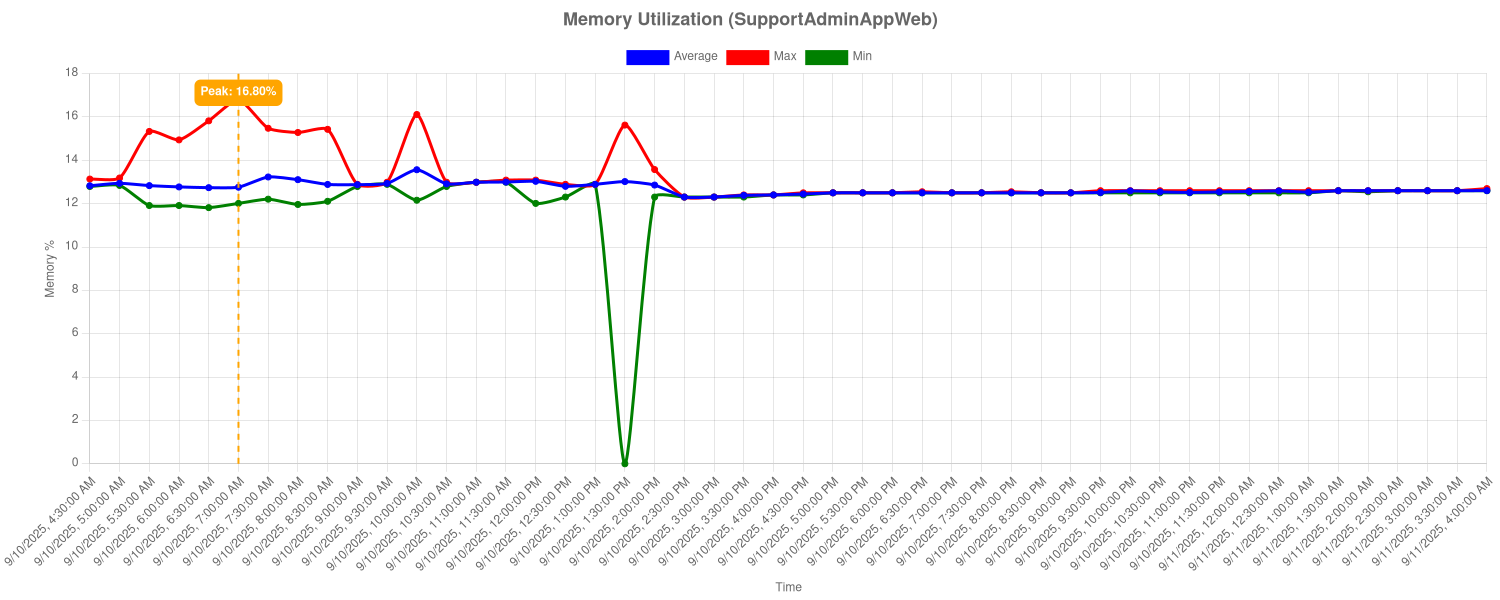 Memory Utilization (SupportAdminAppWeb)
Average Max Min
Peak: 16.80%
18
16
14
12
10
8
6
4
2
0
Memory %
9/10/2025, 4:30:00 AM
9/10/2025, 5:00:00 AM
9/10/2025, 5:30:00 AM
9/10/2025, 6:00:00 AM
9/10/2025, 6:30:00 AM
9/10/2025, 7:00:00 AM
9/10/2025, 7:30:00 AM
9/10/2025, 8:00:00 AM
9/10/2025, 8:30:00 AM
9/10/2025, 9:00:00 AM
9/10/2025, 9:30:00 AM
9/10/2025, 10:00:00 AM
9/10/2025, 10:30:00 AM
9/10/2025, 11:00:00 AM
9/10/2025, 11:30:00 AM
9/10/2025, 12:00:00 PM
9/10/2025, 12:30:00 PM
9/10/2025, 1:00:00 PM
9/10/2025, 1:30:00 PM
9/10/2025, 2:00:00 PM
9/10/2025, 2:30:00 PM
9/10/2025, 3:00:00 PM
9/10/2025, 3:30:00 PM
9/10/2025, 4:00:00 PM
9/10/2025, 4:30:00 PM
9/10/2025, 5:00:00 PM
9/10/2025, 5:30:00 PM
9/10/2025, 6:00:00 PM
9/10/2025, 6:30:00 PM
9/10/2025, 7:00:00 PM
9/10/2025, 7:30:00 PM
9/10/2025, 8:00:00 PM
9/10/2025, 8:30:00 PM
9/10/2025, 9:00:00 PM
9/10/2025, 9:30:00 PM
9/10/2025, 10:00:00 PM
9/10/2025, 10:30:00 PM
9/10/2025, 11:00:00 PM
9/10/2025, 11:30:00 PM
9/11/2025, 12:00:00 AM
9/11/2025, 12:30:00 AM
9/11/2025, 1:00:00 AM
9/11/2025, 1:30:00 AM
9/11/2025, 2:00:00 AM
9/11/2025, 2:30:00 AM
9/11/2025, 3:00:00 AM
9/11/2025, 3:30:00 AM
9/11/2025, 4:00:00 AM
Time